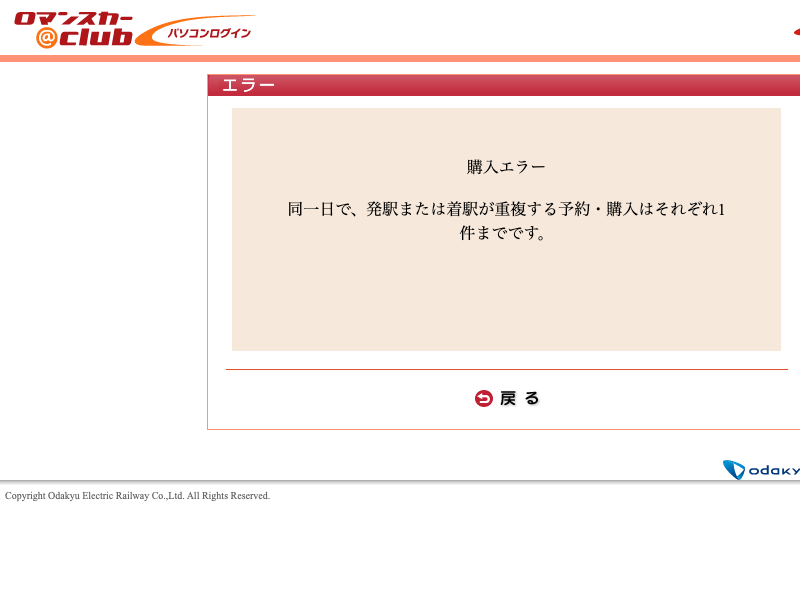 ロマンスカー
@club
パソコンログイン
エラー
購入エラー
同一日で、発駅または着駅が重複する予約・購入はそれぞれ1
件までです。
戻る
odaky
Copyright Odakyu Electric Railway Co.,Ltd. All Rights Reserved.